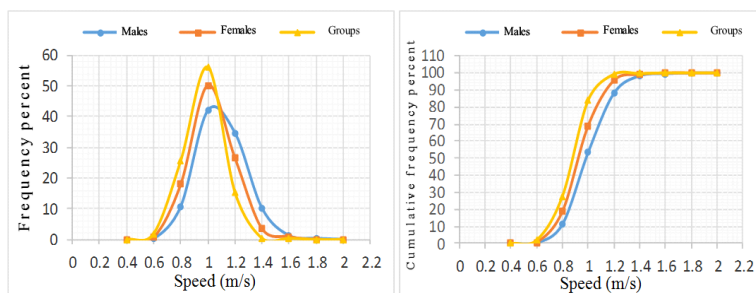 Males Females Groups
Frequency percent
60
50
40
30
20
10
0
0 0.2 0.4 0.6 0.8 1 1.2 1.4 1.6 1.8 2 2.2
Speed (m/s)
Males Females Groups
Cumulative frequency percent
110
100
90
80
70
60
50
40
30
20
10
0
0 0.2 0.4 0.6 0.8 1 1.2 1.4 1.6 1.8 2 2.2
Speed (m/s)